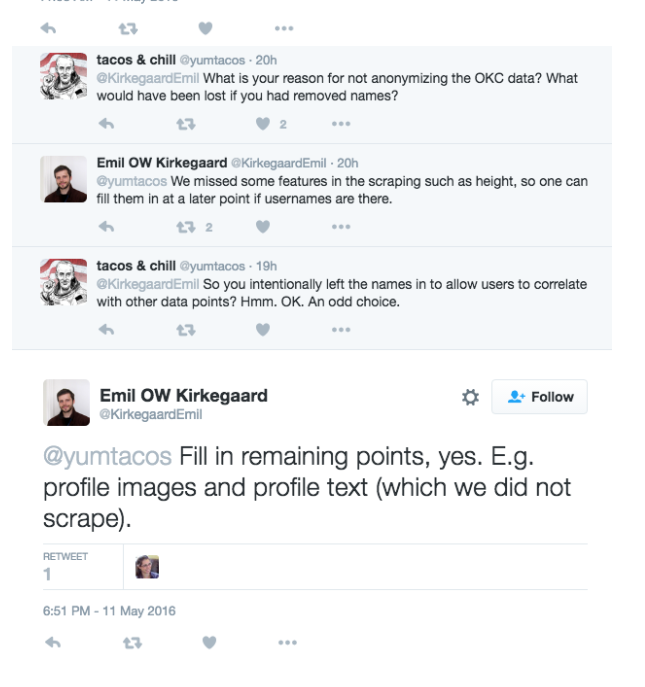 tacos & chill @yumtacos · 20h
@KirkegaardEmil What is your reason for not anonymizing the OKC data? What
would have been lost if you had removed names?
2
Emil OW Kirkegaard @KirkegaardEmil · 20h
@yumtacos We missed some features in the scraping such as height, so one can
fill them in at a later point if usernames are there.
2
tacos & chill @yumtacos · 19h
@KirkegaardEmil So you intentionally left the names in to allow users to correlate
with other data points? Hmm. OK. An odd choice.
Emil OW Kirkegaard
@KirkegaardEmil
Follow
@yumtacos Fill in remaining points, yes. E.g.
profile images and profile text (which we did not
scrape).
RETWEET
1
6:51 PM - 11 May 2016